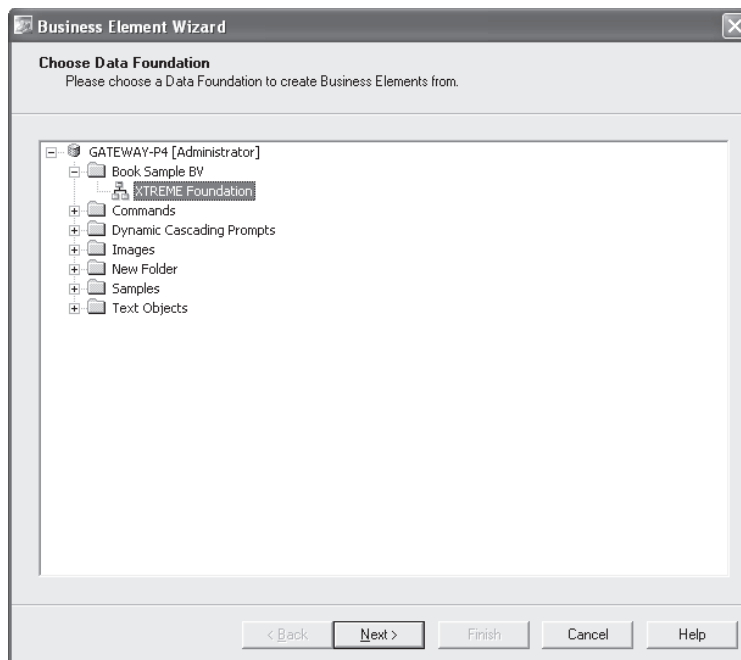 Business Element Wizard
Choose Data Foundation
Please choose a Data Foundation to create Business Elements from.
GATEWAY-P4 [Administrator]
Book Sample BV
XTREME Foundation
Commands
Dynamic Cascading Prompts
Images
New Folder
Samples
Text Objects
< Back Next > Finish Cancel Help